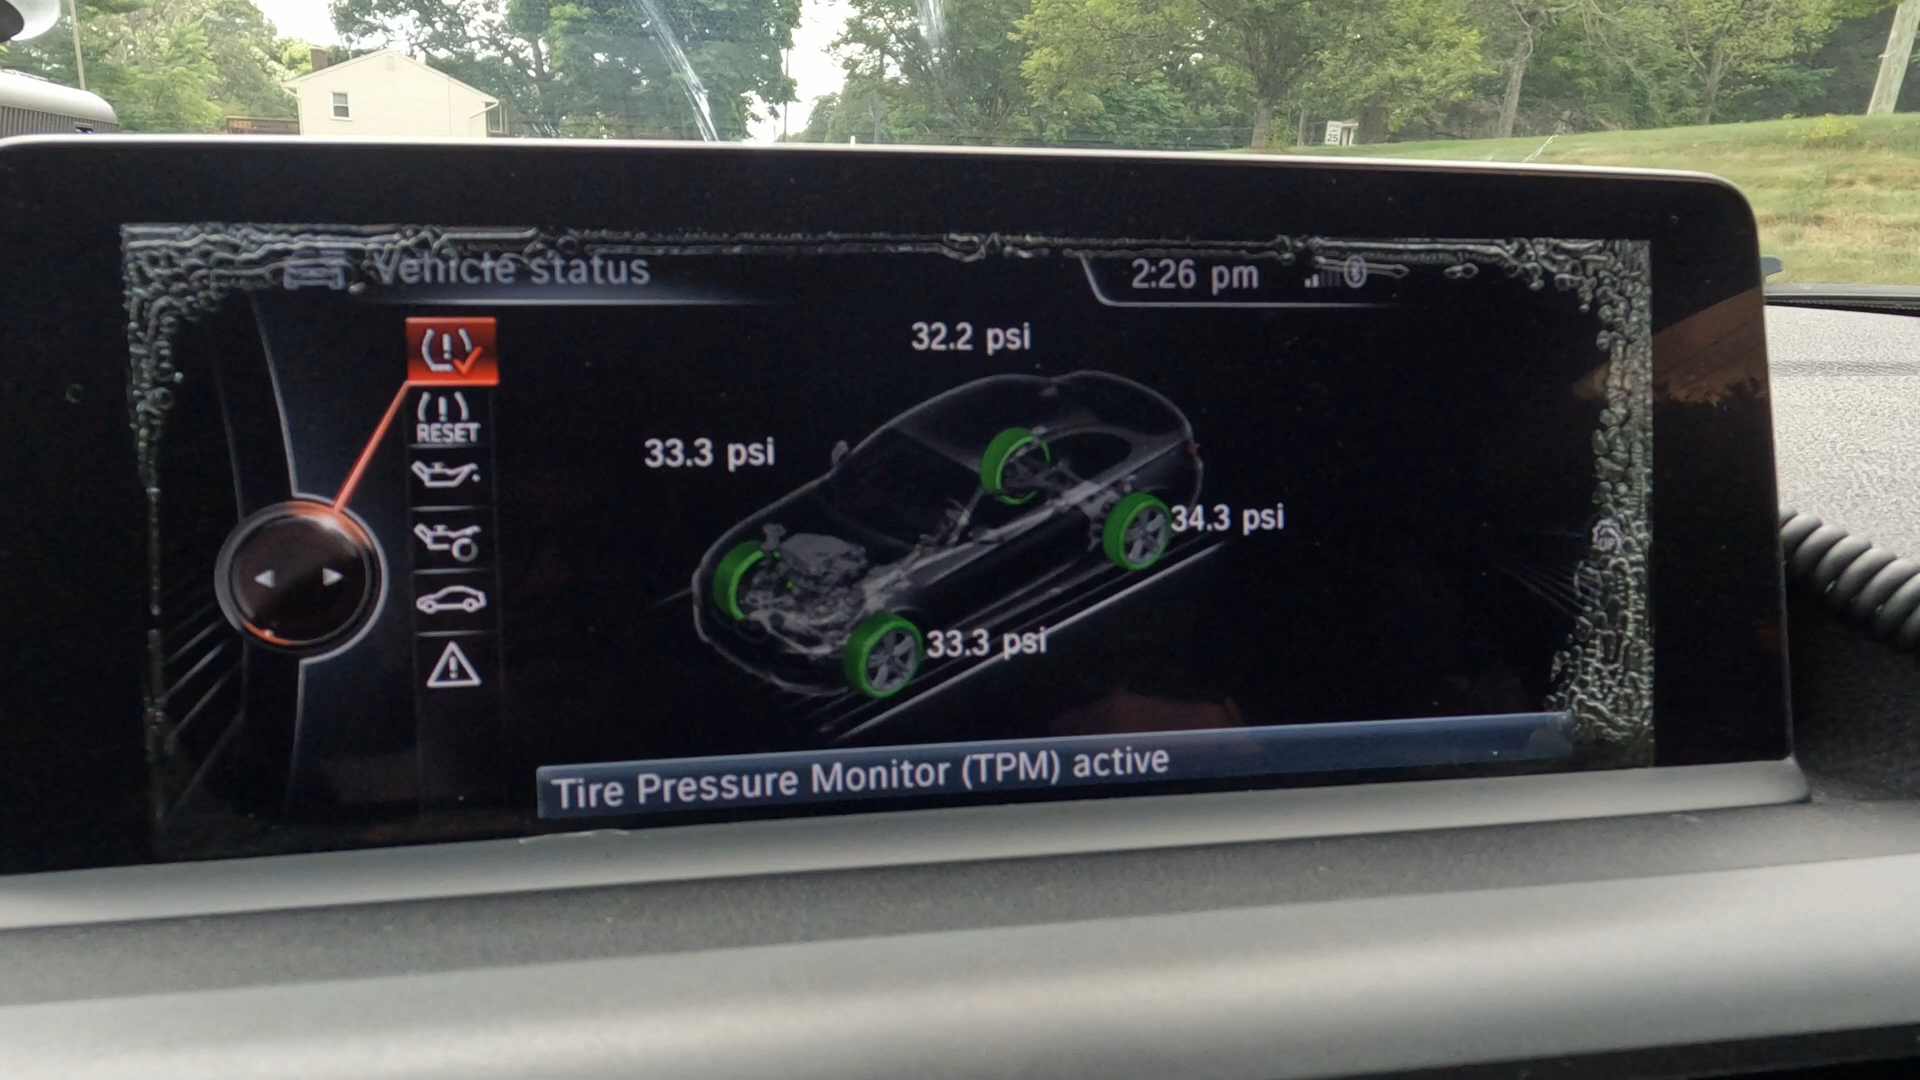 25
Vehicle status
2:26 pm
32.2 psi
33.3 psi
RESET
34.3 psi
33.3 psi
Tire Pressure Monitor (TPM) active